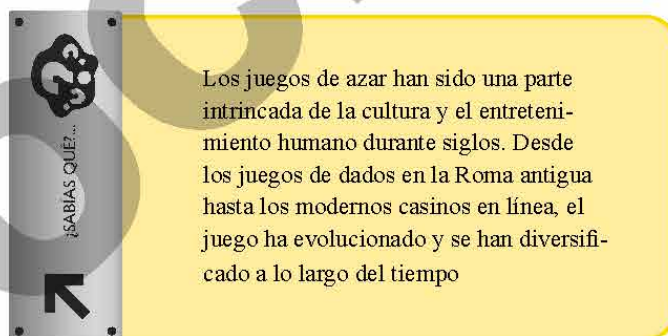 ¿SABÍAS QUÉ?...
Los juegos de azar han sido una parte
intrincada de la cultura y el entreteni-
miento humano durante siglos. Desde
los juegos de dados en la Roma antigua
hasta los modernos casinos en línea, el
juego ha evolucionado y se han diversifi-
cado a lo largo del tiempo